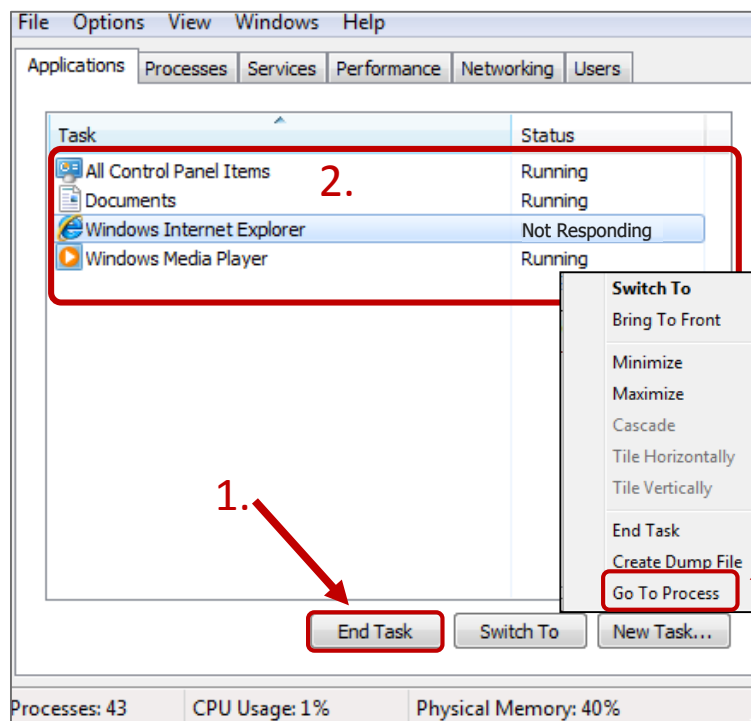 File Options View Windows Help
Applications Processes Services Performance Networking Users
Task Status
2.
All Control Panel Items Running
Documents Running
Windows Internet Explorer Not Responding
Windows Media Player Running
Switch To
Bring To Front
Minimize
Maximize
Cascade
Tile Horizontally
Tile Vertically
1.
End Task
Create Dump File
Go To Process
End Task Switch To New Task...
Processes: 43 CPU Usage: 1% Physical Memory: 40%